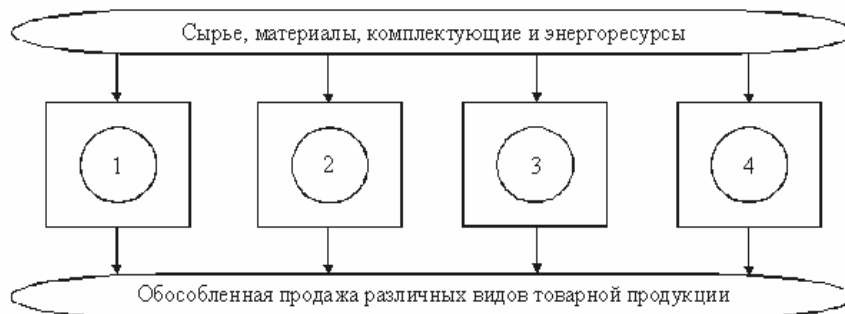 Сырье, материалы, комплектующие и энергоресурсы
1 2 3 4
Обособленная продажа различных видов товарной продукции